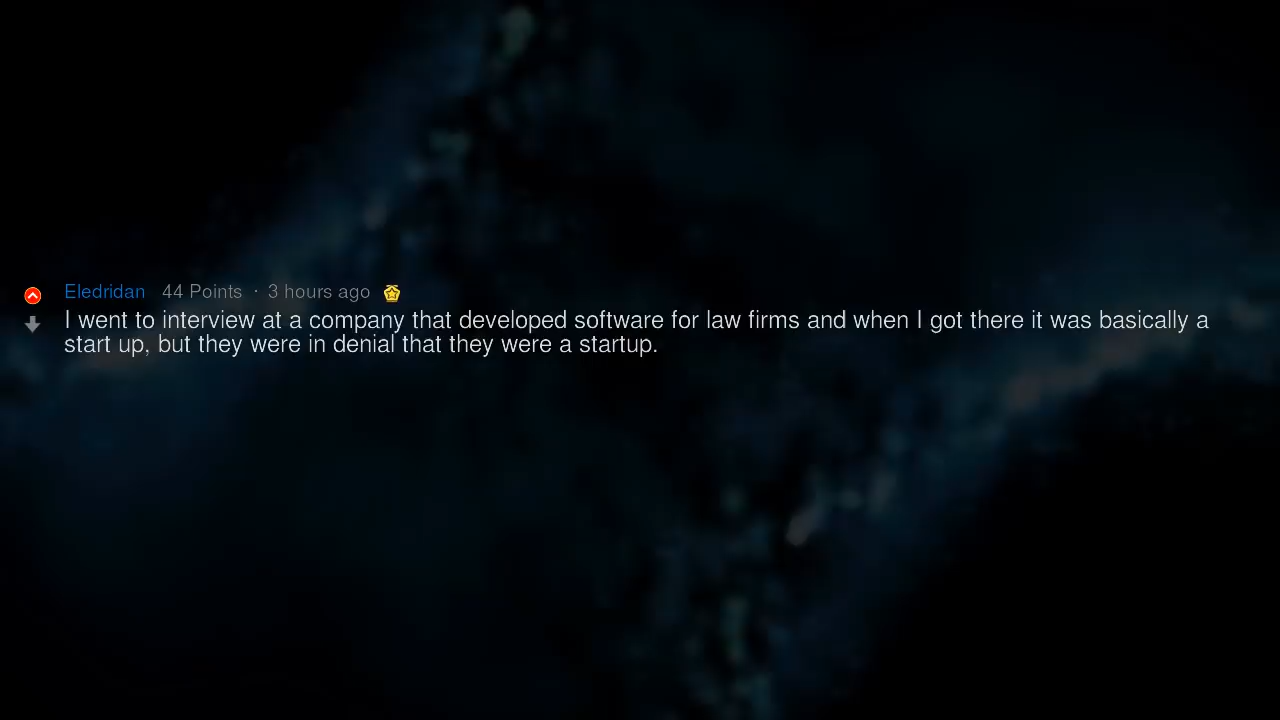 Eledridan 44 Points · 3 hours ago
I went to interview at a company that developed software for law firms and when I got there it was basically a
start up, but they were in denial that they were a startup.